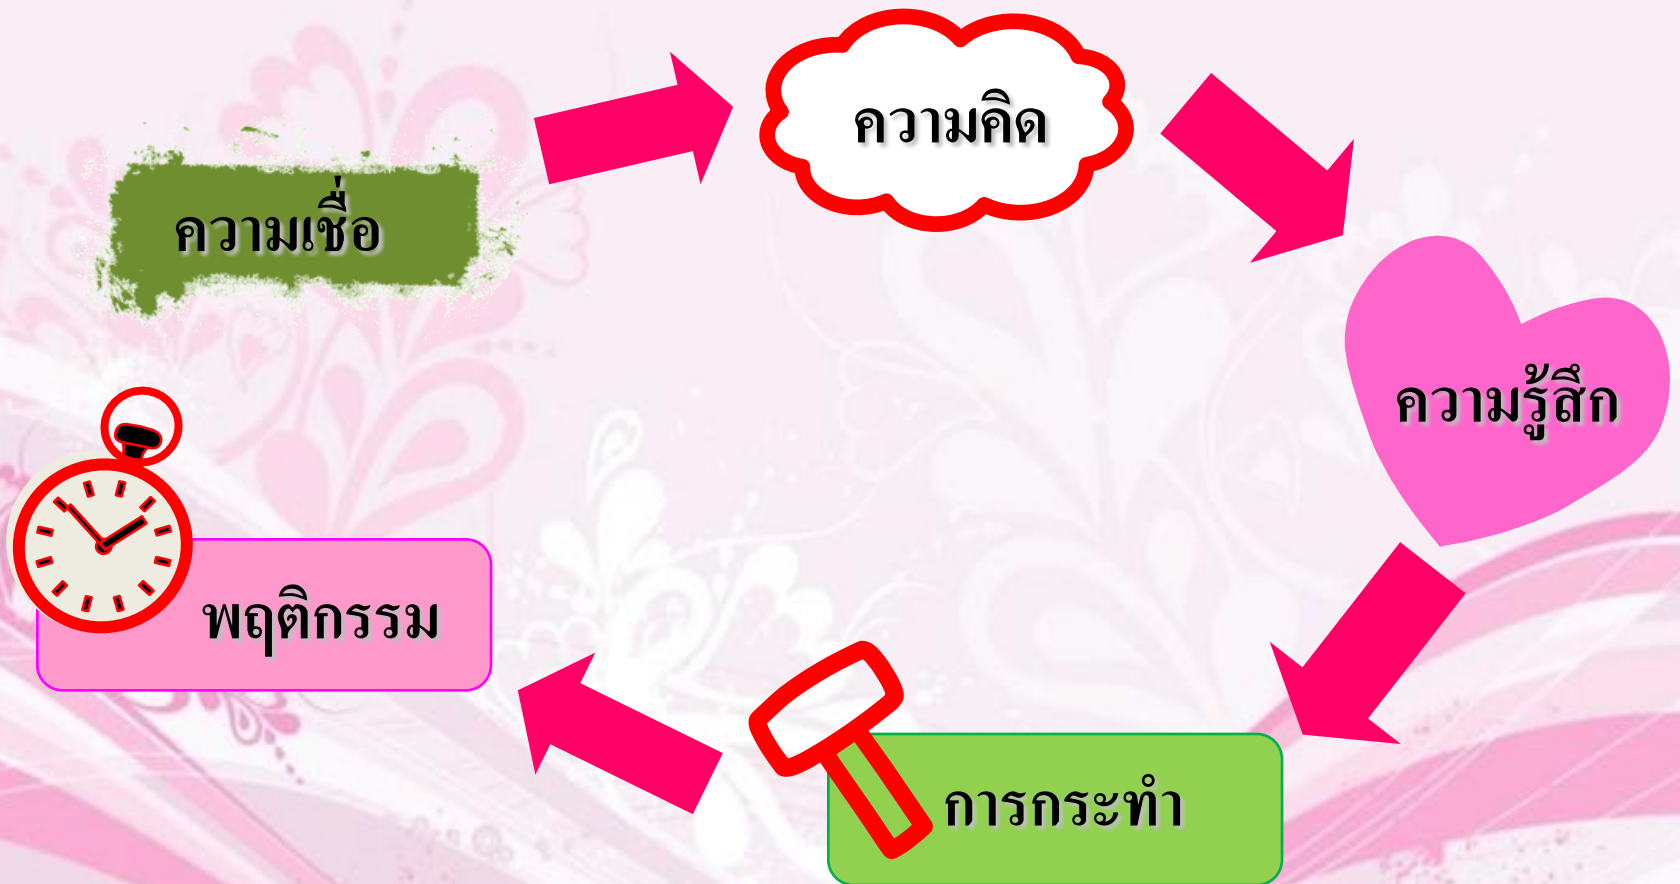 ความเชื่อ
ความคิด
ความรู้สึก
การกระทำ
พฤติกรรม